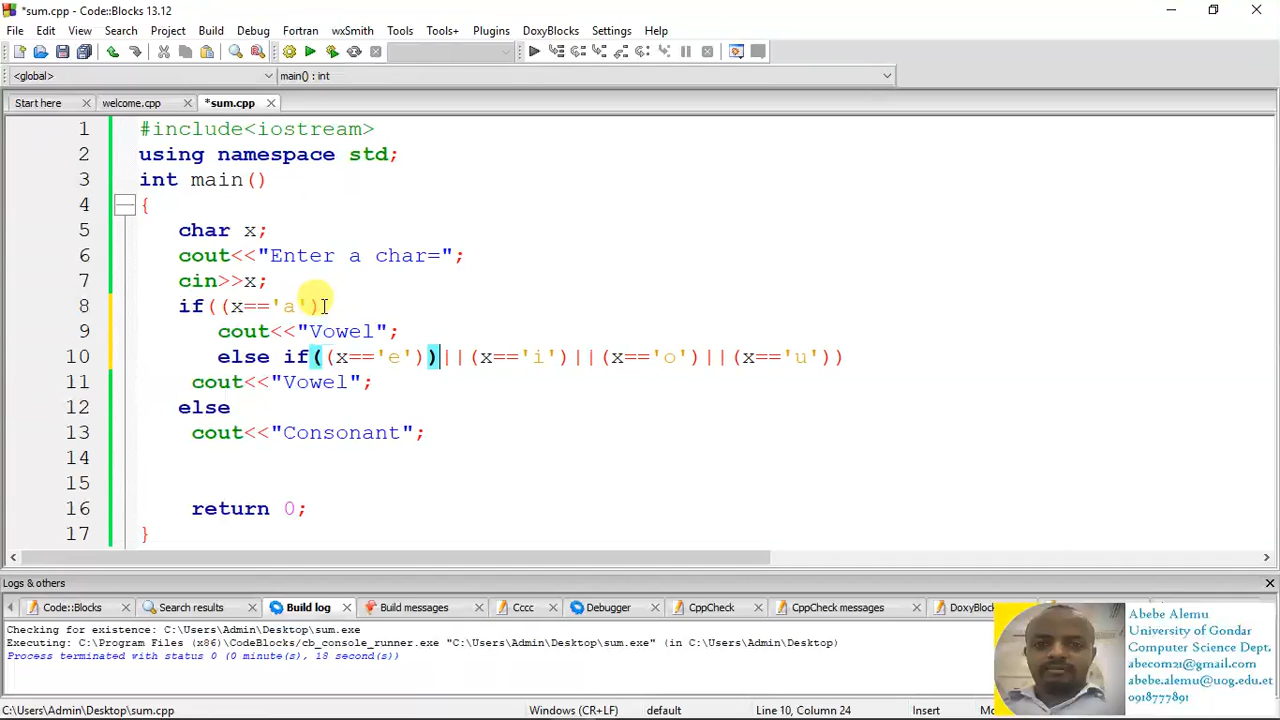 *sum.cpp - Code::Blocks 13.12
File Edit View Search Project Build Debug Fortran wxSmith Tools Tools+ Plugins DoxyBlocks Settings Help
<global> main() : int
Start here welcome.cpp *sum.cpp
1 #include<iostream>
2 using namespace std;
3 int main()
4 {
5 char x;
6 cout<<"Enter a char=";
7 cin>>x;
8 if((x=='a')
9 cout<<"Vowel";
10 else if((x=='e'))||(x=='i')||(x=='o')||(x=='u'))
11 cout<<"Vowel";
12 else
13 cout<<"Consonant";
14
15
16 return 0;
17 }
Logs & others
Code::Blocks Search results Build log Build messages Cccc Debugger CppCheck CppCheck messages DoxyBlocks
Checking for existence: C:\Users\Admin\Desktop\sum.exe
Executing: C:\Program Files (x86)\CodeBlocks/cb_console_runner.exe "C:\Users\Admin\Desktop\sum.exe" (in C:\Users\Admin\Desktop)
Process terminated with status 0 (0 minute(s), 18 second(s))
Abebe Alemu
University of Gondar
Computer Science Dept.
abecom21@gmail.com
abebe.alemu@uog.edu.et
0918777891
C:\Users\Admin\Desktop\sum.cpp Windows (CR+LF) default Line 10, Column 24 Insert